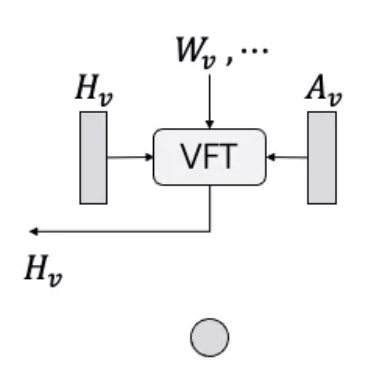 W_v , ⋯
H_v A_v
VFT
H_v